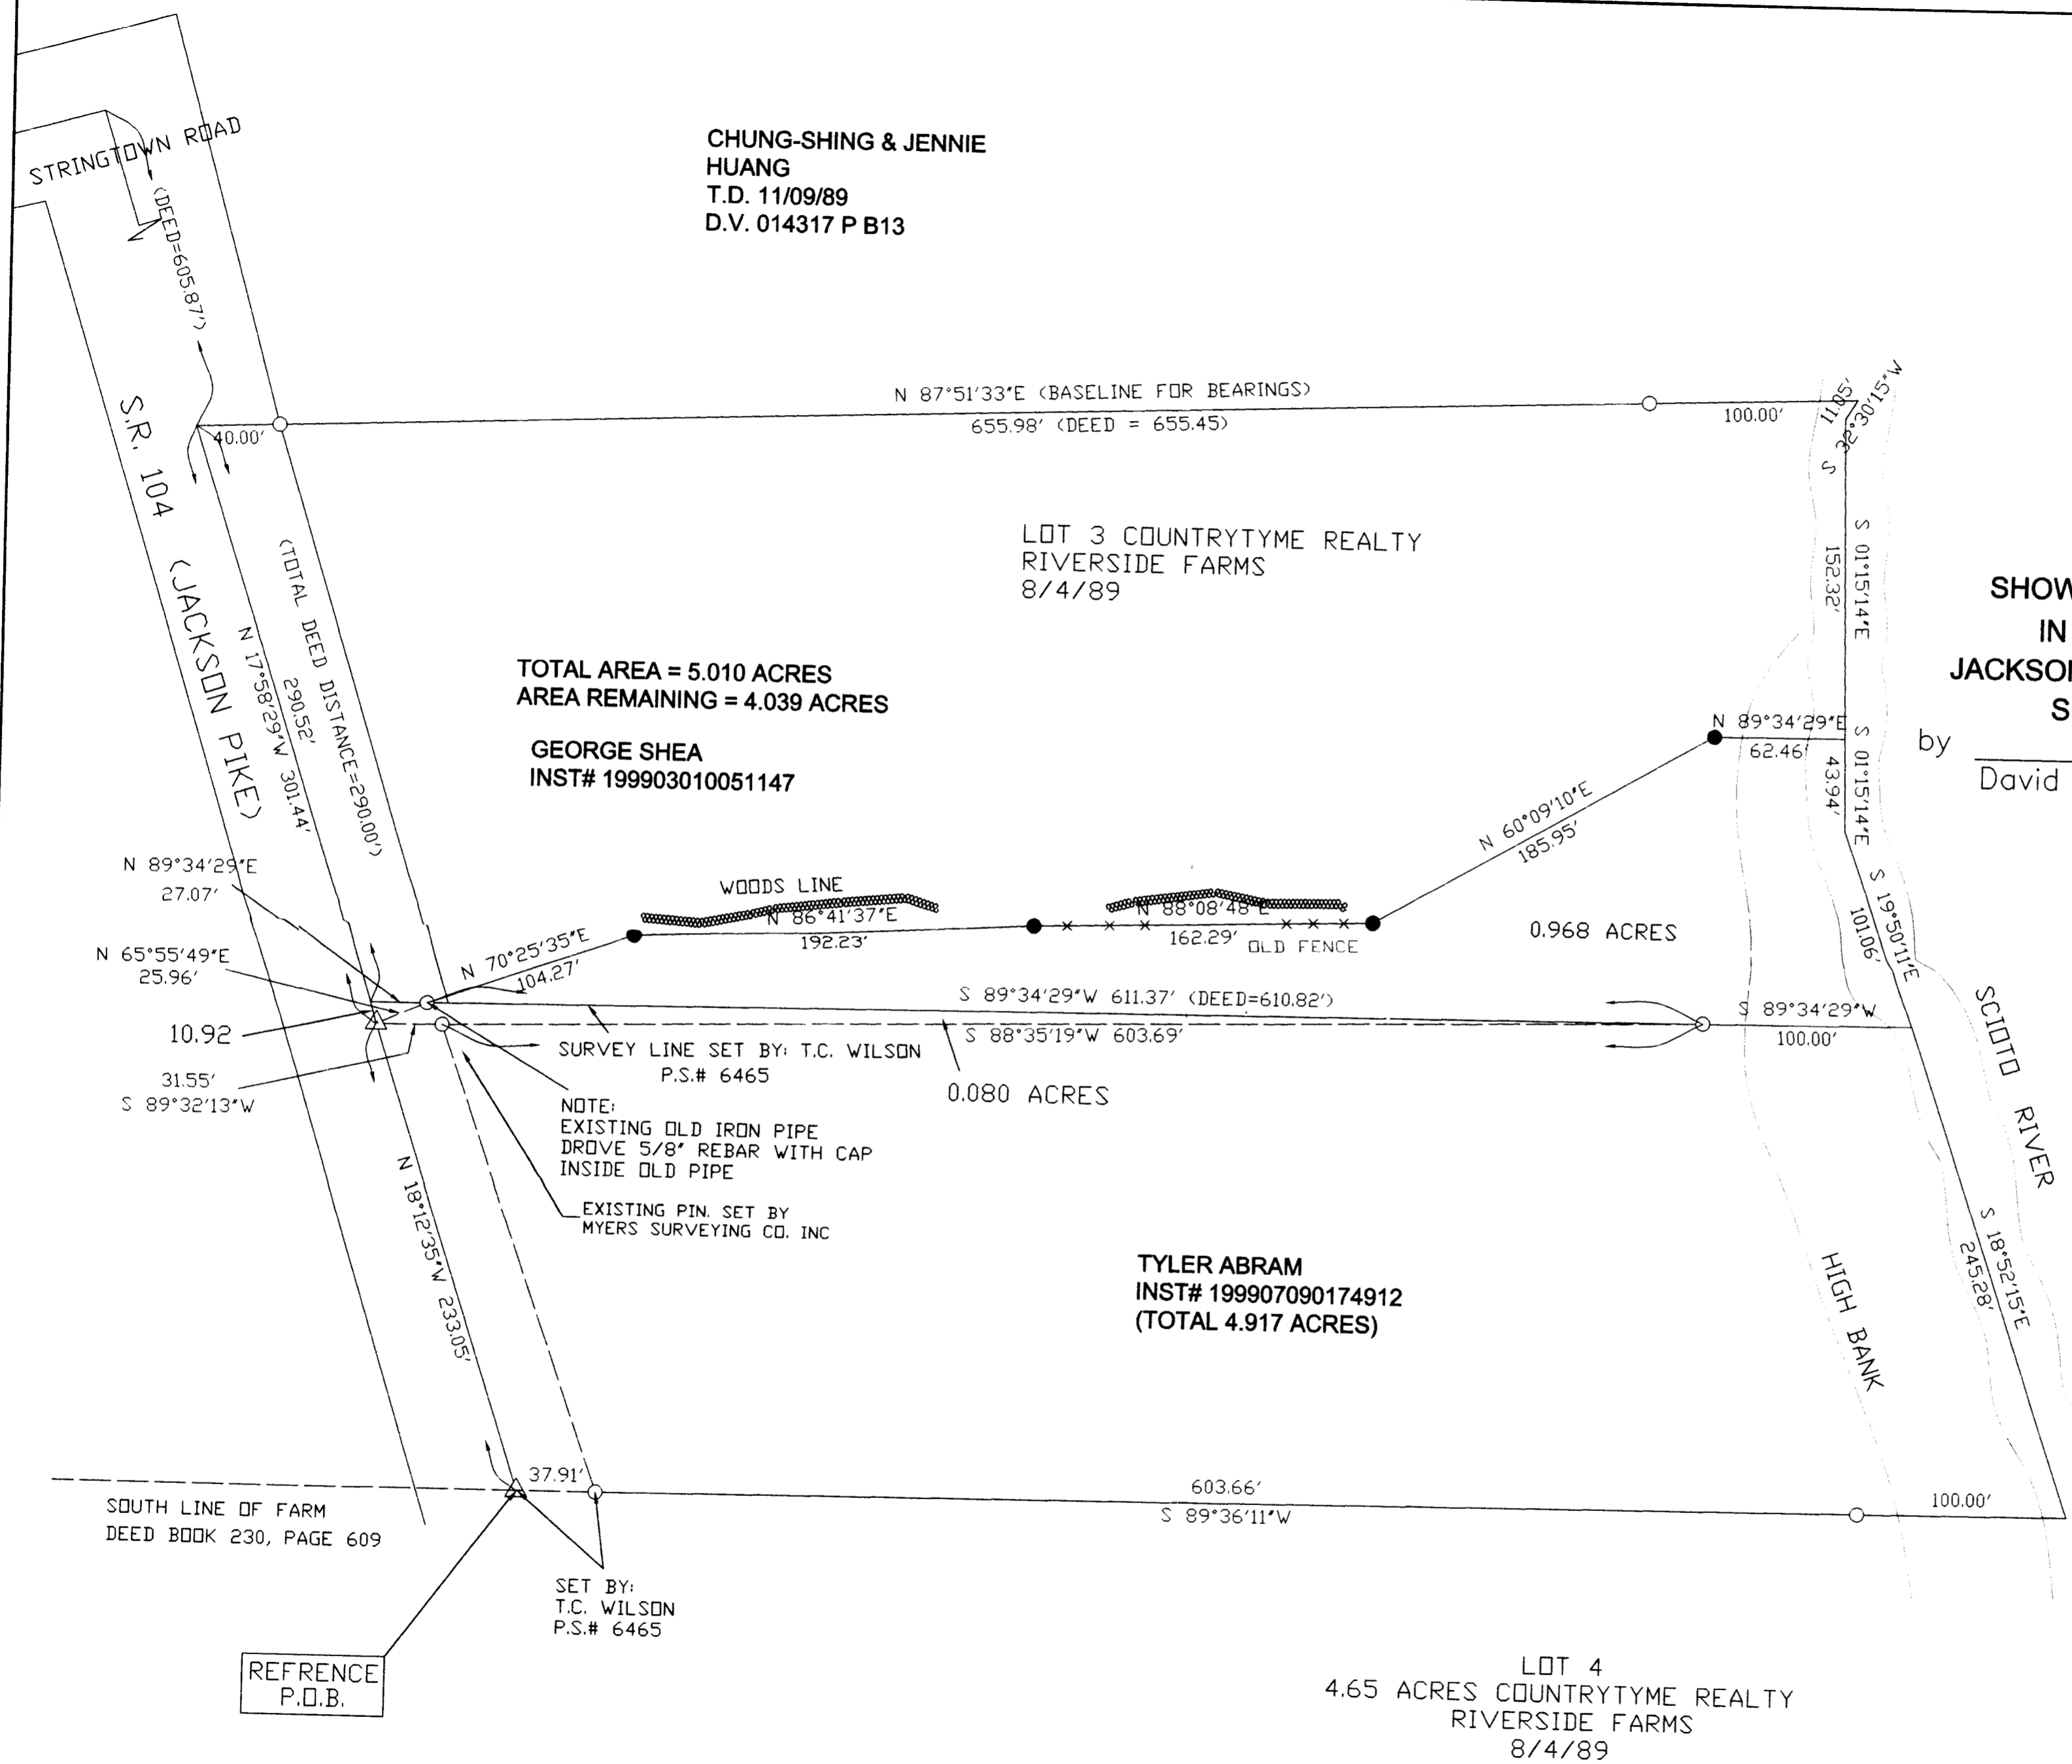 STRINGTOWN ROAD
(DEED=605.87')
CHUNG-SHING & JENNIE
HUANG
T.D. 11/09/89
D.V. 014317 P B13
N 87°51'33"E (BASELINE FOR BEARINGS)
655.98' (DEED = 655.45)
40.00'
100.00'
11.05'
S 32°30'15"W
S.R. 104 (JACKSON PIKE)
(TOTAL DEED DISTANCE=290.00')
290.52'
N 17°58'29"W 301.44'
LOT 3 COUNTRYTYME REALTY
RIVERSIDE FARMS
8/4/89
S 01°15'14"E
152.32'
TOTAL AREA = 5.010 ACRES
AREA REMAINING = 4.039 ACRES
GEORGE SHEA
INST# 199903010051147
SHOW
IN
JACKSON
S
by
David
N 89°34'29"E
62.46'
S 01°15'14"E
43.94'
N 60°09'10"E
185.95'
N 89°34'29"E
27.07'
WOODS LINE
N 86°41'37"E
192.23'
N 88°08'48"E
162.29'
OLD FENCE
0.968 ACRES
S 19°50'11"E
101.06'
N 65°55'49"E
25.96'
N 70°25'35"E
104.27'
10.92
S 89°34'29"W 611.37' (DEED=610.82')
S 89°34'29"W
100.00'
S 88°35'19"W 603.69'
SURVEY LINE SET BY: T.C. WILSON
P.S.# 6465
31.55'
S 89°32'13"W
0.080 ACRES
NOTE:
EXISTING OLD IRON PIPE
DROVE 5/8" REBAR WITH CAP
INSIDE OLD PIPE
EXISTING PIN. SET BY
MYERS SURVEYING CO. INC
SCIOTO RIVER
N 18°12'35"W 233.05'
TYLER ABRAM
INST# 199907090174912
(TOTAL 4.917 ACRES)
HIGH BANK
S 18°52'15"E
245.28'
37.91'
603.66'
S 89°36'11"W
100.00'
SOUTH LINE OF FARM
DEED BOOK 230, PAGE 609
SET BY:
T.C. WILSON
P.S.# 6465
REFRENCE
P.O.B.
LOT 4
4.65 ACRES COUNTRYTYME REALTY
RIVERSIDE FARMS
8/4/89